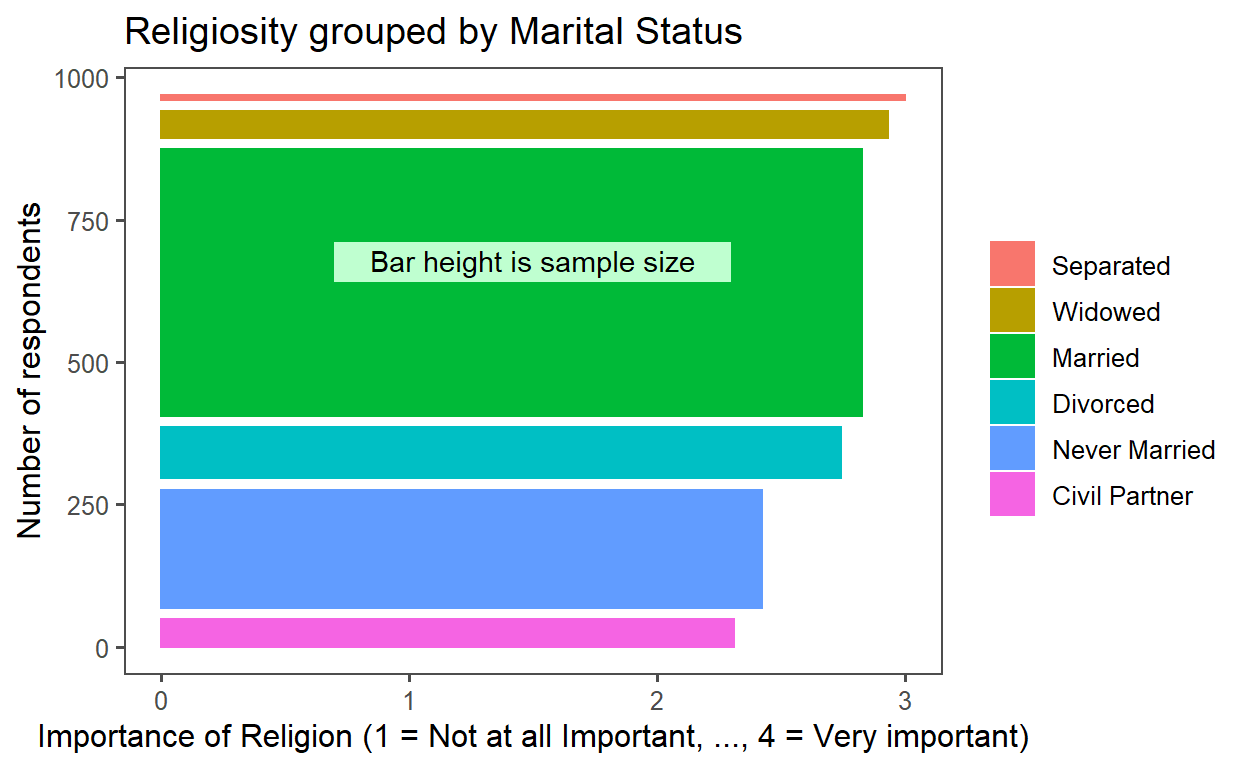 Religiosity grouped by Marital Status
1000
750
500
250
0
Number of respondents
Bar height is sample size
0 1 2 3
Importance of Religion (1 = Not at all Important, ..., 4 = Very important)
Separated
Widowed
Married
Divorced
Never Married
Civil Partner